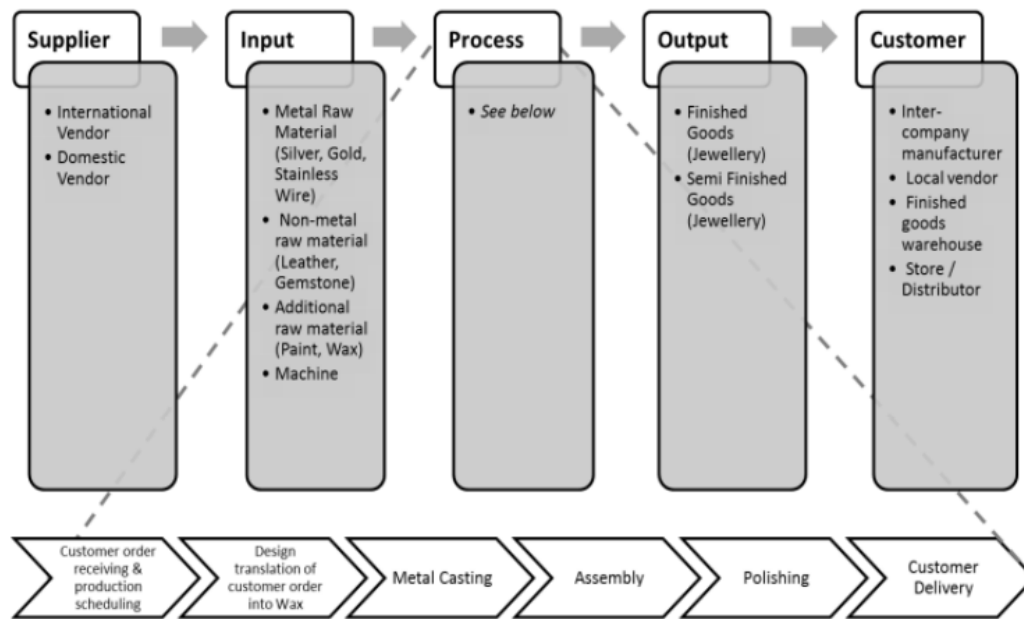 Supplier
Input
Process
Output
Customer
• International
Vendor
• Domestic
Vendor
• Metal Raw
Material
(Silver, Gold,
Stainless
Wire)
• Non-metal
raw material
(Leather,
Gemstone)
• Additional
raw material
(Paint, Wax)
• Machine
• See below
• Finished
Goods
(Jewellery)
• Semi Finished
Goods
(Jewellery)
• Inter-
company
manufacturer
• Local vendor
• Finished
goods
warehouse
• Store /
Distributor
Customer order
receiving &
production
scheduling
Design
translation of
customer order
into Wax
Metal Casting
Assembly
Polishing
Customer
Delivery